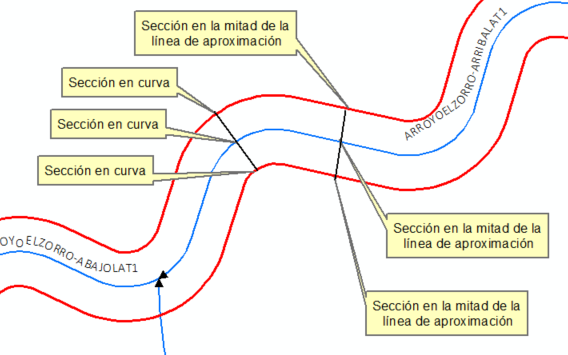 Sección en la mitad de la
línea de aproximación
Sección en curva
Sección en curva
Sección en curva
ARROYOELZORRO-ARRIBALAT1
Sección en la mitad de la
línea de aproximación
OYOELZORRO-ABAJOLAT1
Sección en la mitad de la
línea de aproximación